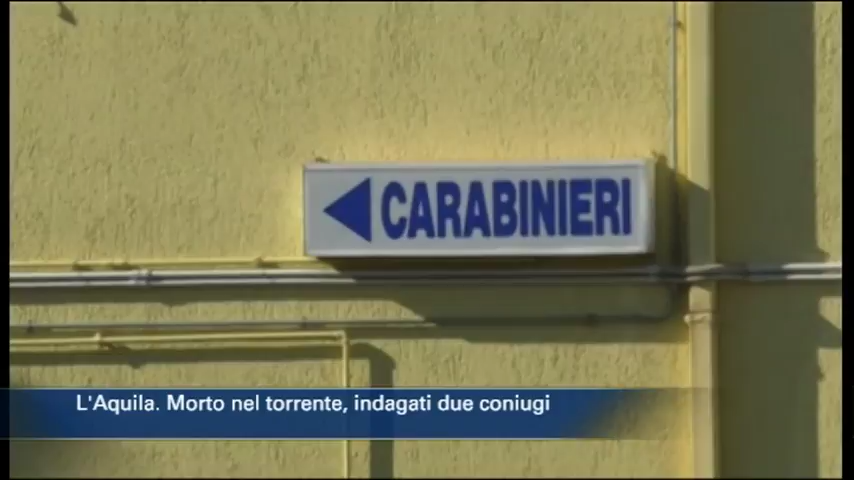 CARABINIERI
L'Aquila. Morto nel torrente, indagati due coniugi